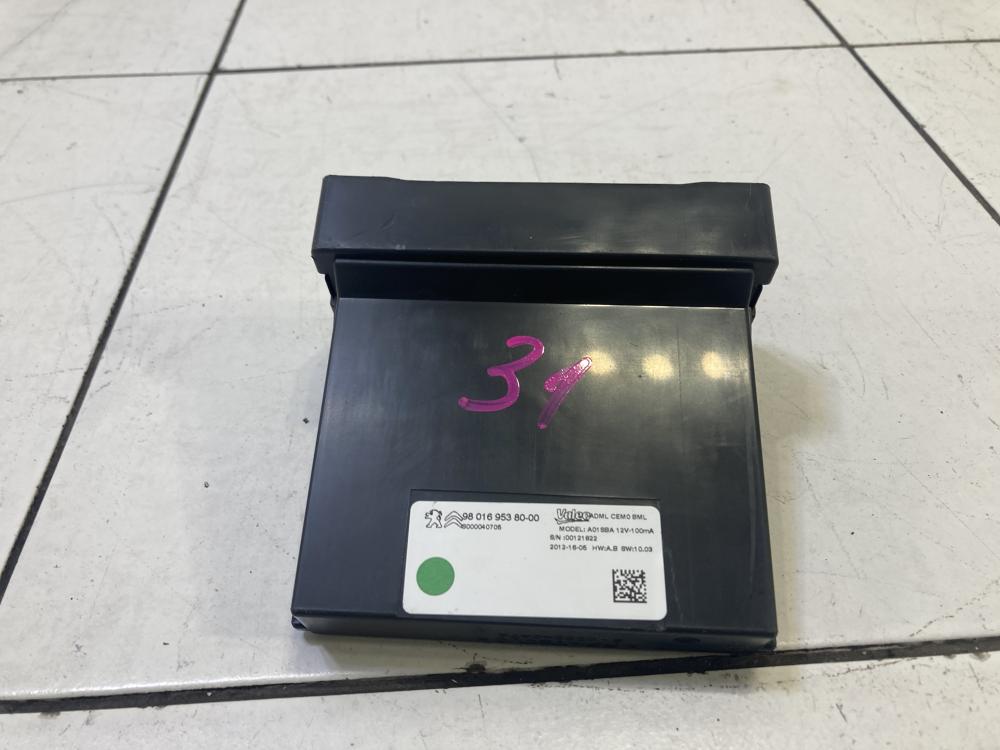 31
98 016 953 80-00
S000040706
Valeo ADML CEM0 BML
MODEL: A01SBA 12V-100mA
S/N :00121822
2012-16-05 HW:A.B SW:10.03